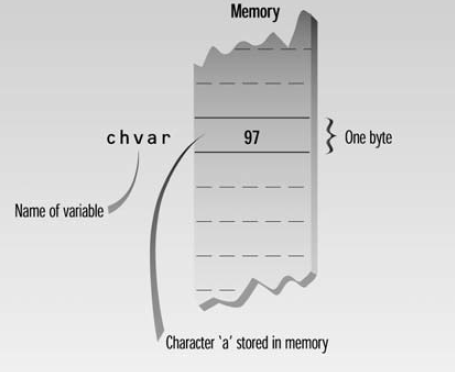 Memory
chvar
97
One byte
Name of variable
Character 'a' stored in memory